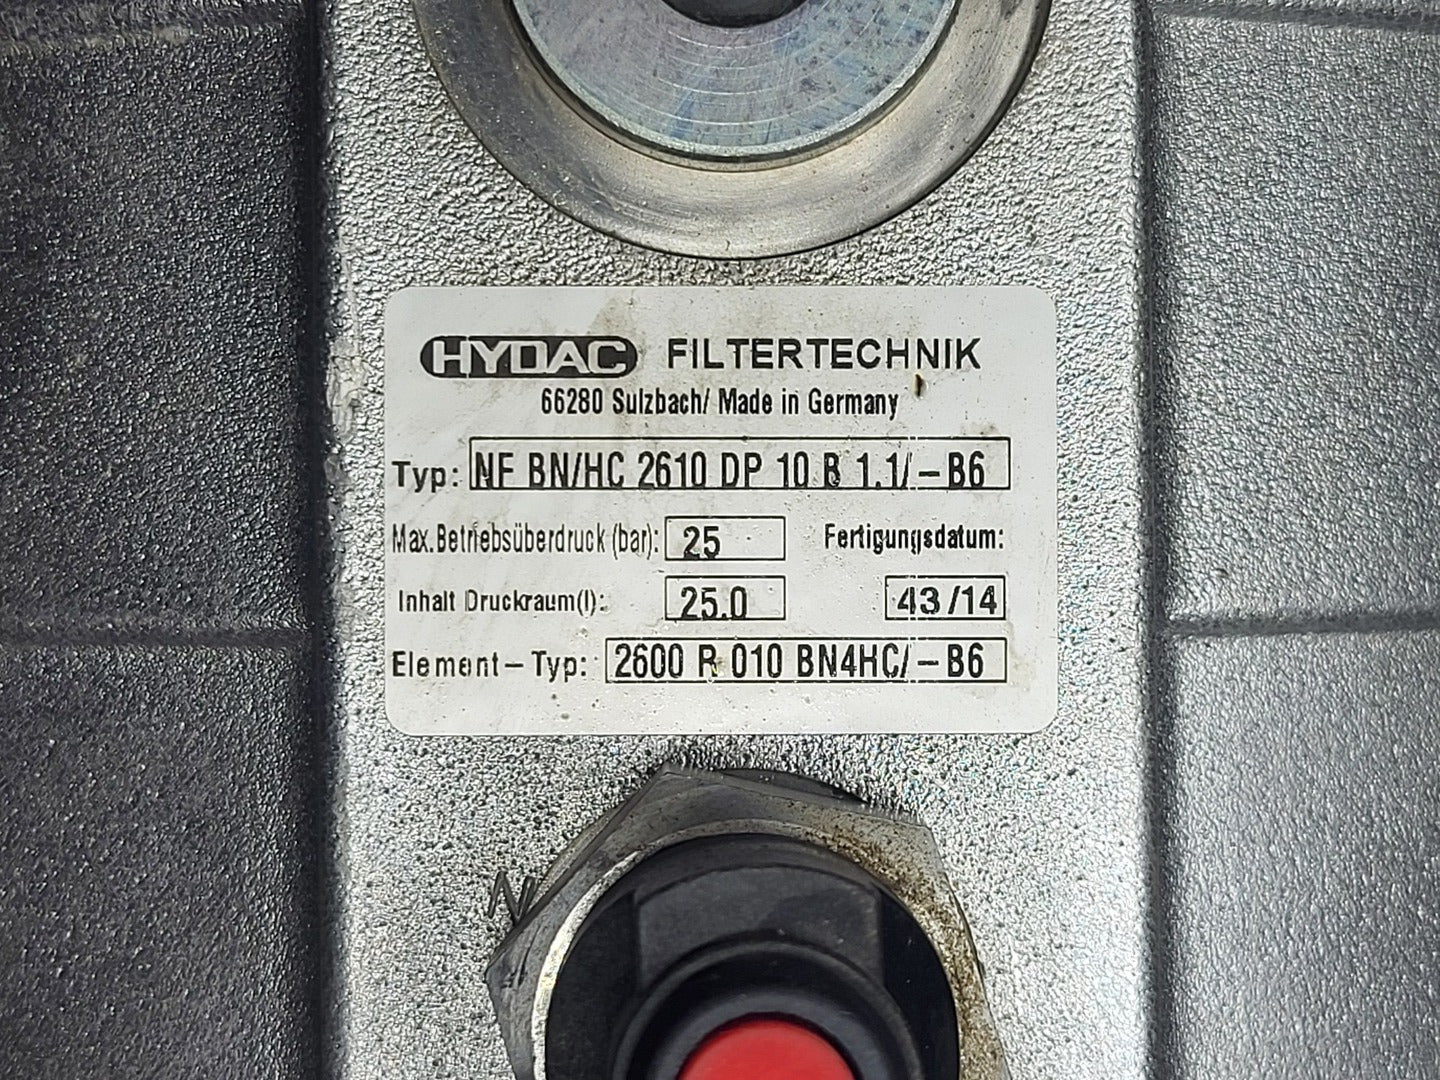 HYDAC FILTERTECHNIK
66280 Sulzbach/ Made in Germany
Typ: NF BN/HC 2610 DP 10 B 1.1/-B6
Max.Betriebsüberdruck (bar): 25 Fertigungsdatum:
Inhalt Druckraum(l): 25.0 43/14
Element-Typ: 2600 R 010 BN4HC/-B6